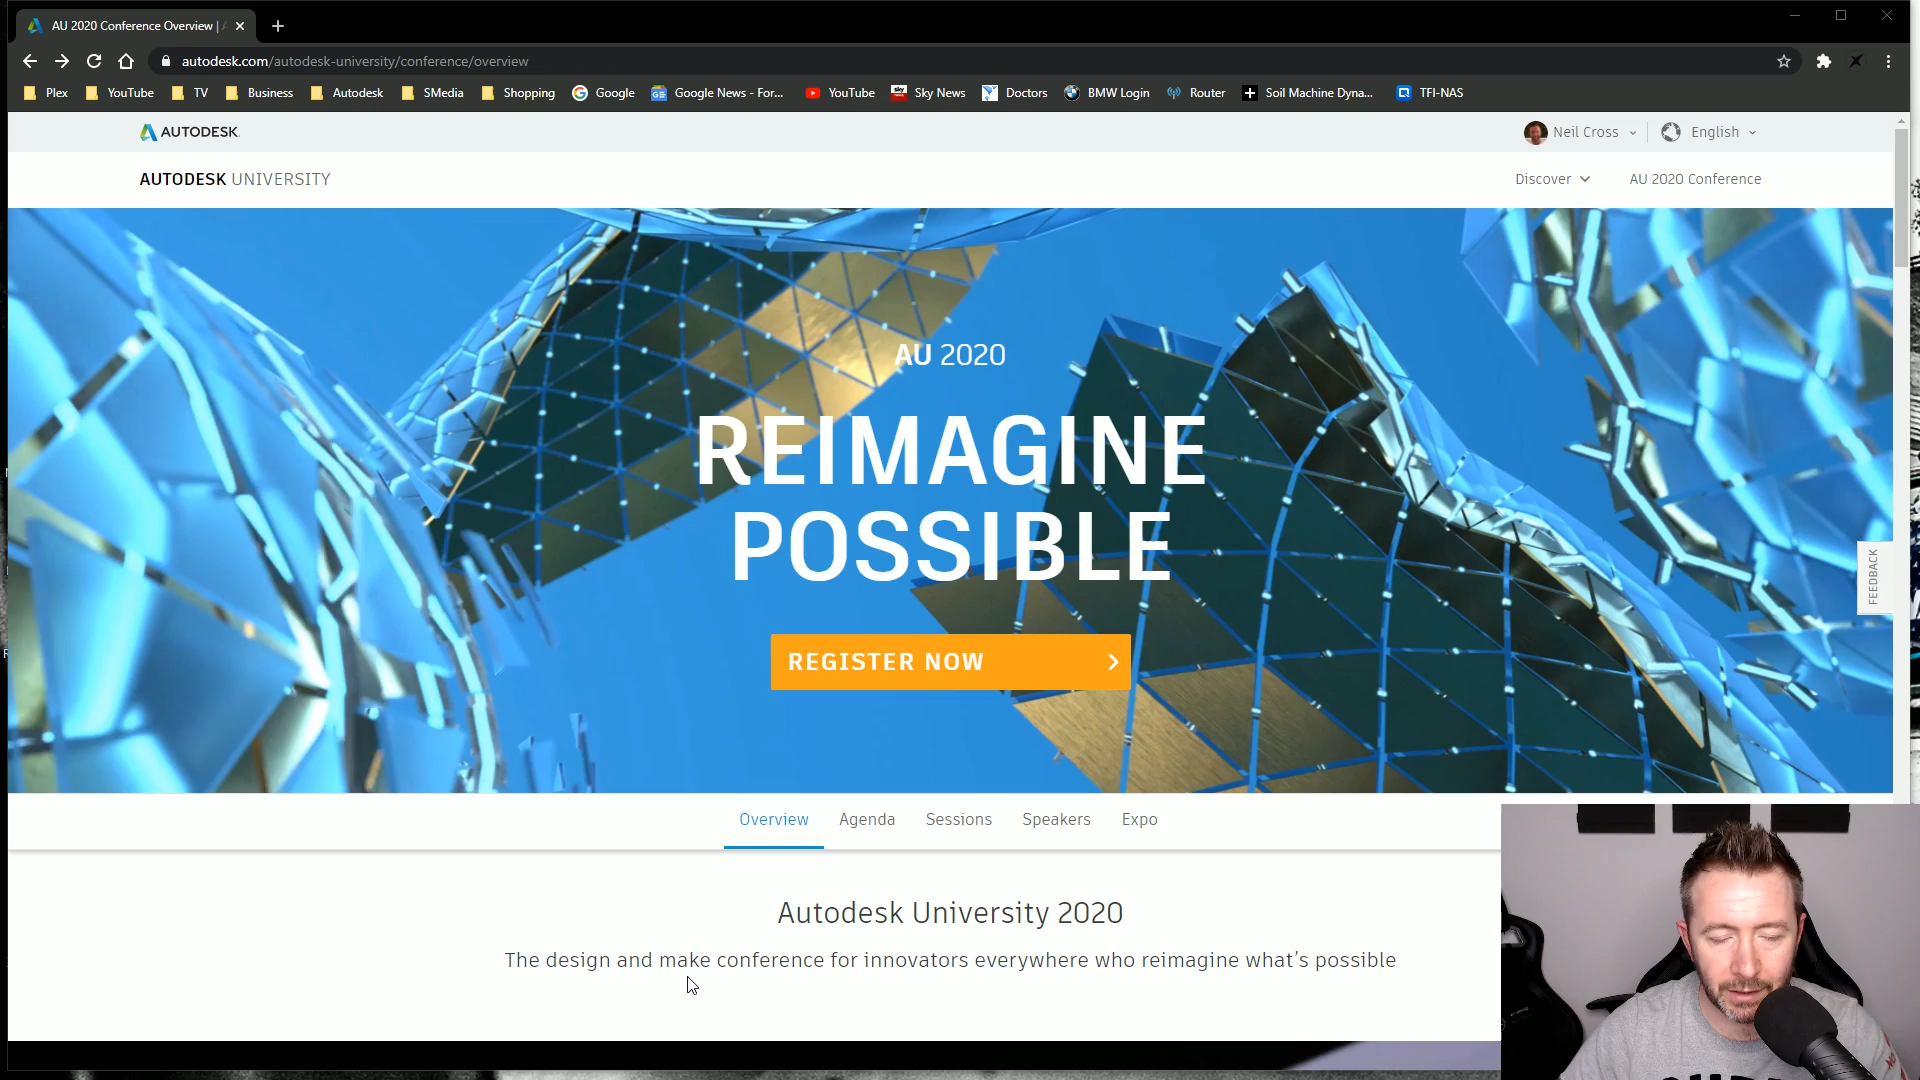 AU 2020 Conference Overview |
autodesk.com/autodesk-university/conference/overview
Plex YouTube TV Business Autodesk SMedia Shopping Google Google News - For... YouTube Sky News Doctors BMW Login Router Soil Machine Dyna... TFI-NAS
AUTODESK.
Neil Cross English
AUTODESK UNIVERSITY
Discover AU 2020 Conference
AU 2020
REIMAGINE
POSSIBLE
REGISTER NOW
FEEDBACK
Overview Agenda Sessions Speakers Expo
Autodesk University 2020
The design and make conference for innovators everywhere who reimagine what’s possible